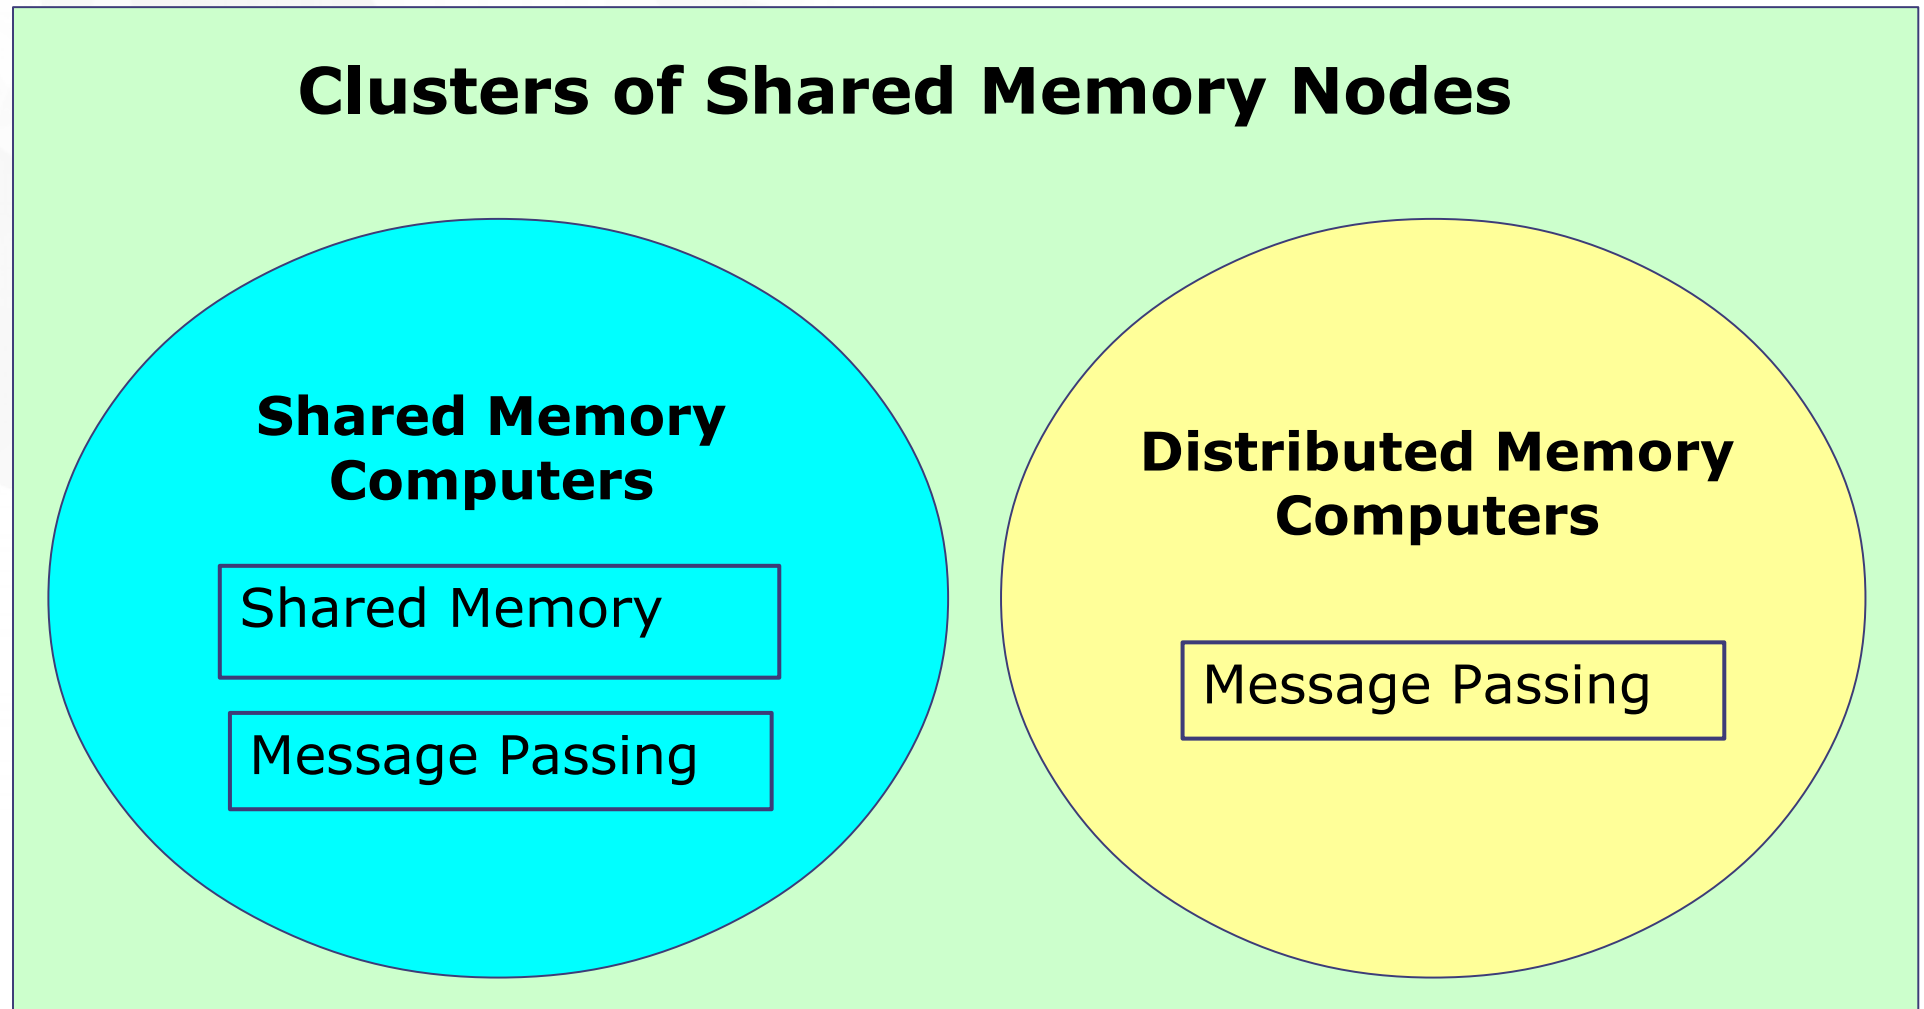 Clusters of Shared Memory Nodes
Shared Memory
Computers
Shared Memory
Message Passing
Distributed Memory
Computers
Message Passing